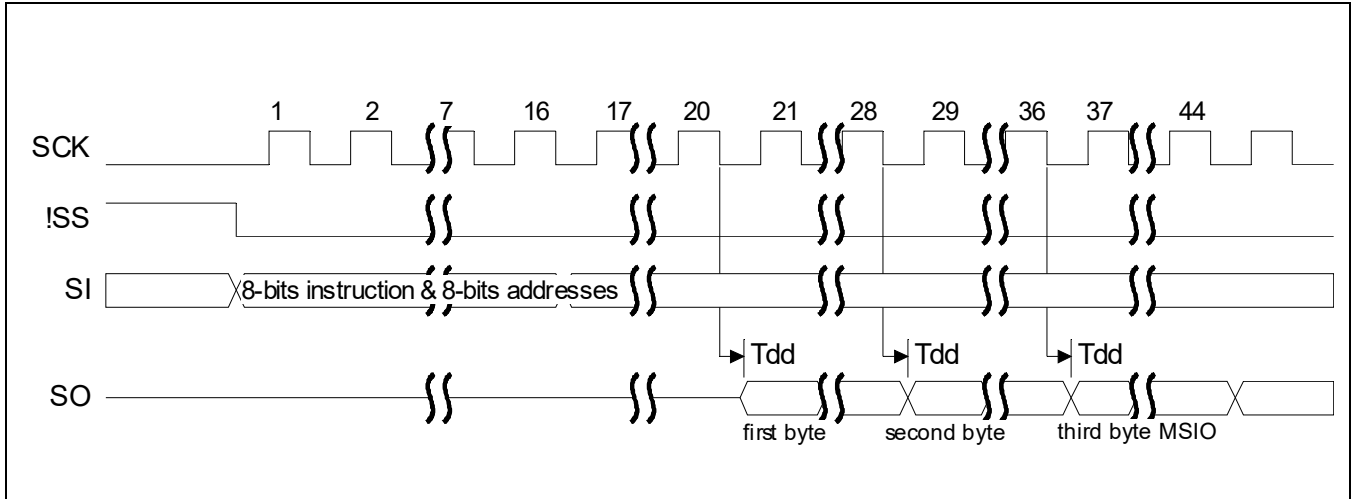 1 2 7 16 17 20 21 28 29 36 37 44
SCK
!SS
SI 8-bits instruction & 8-bits addresses
Tdd Tdd Tdd
SO
first byte second byte third byte MSIO